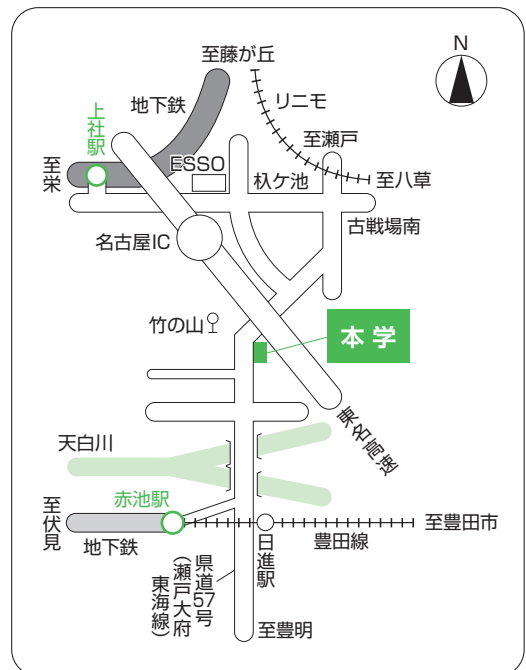 至藤が丘
N
地下鉄
リニモ
上社駅
至瀬戸
ESSO
至栄
杁ケ池
至八草
古戦場南
名古屋IC
竹の山
本学
東名高速
天白川
赤池駅
至伏見
地下鉄
日進駅
豊田線
至豊田市
県道57号
(瀬戸大府
東海線)
至豊明